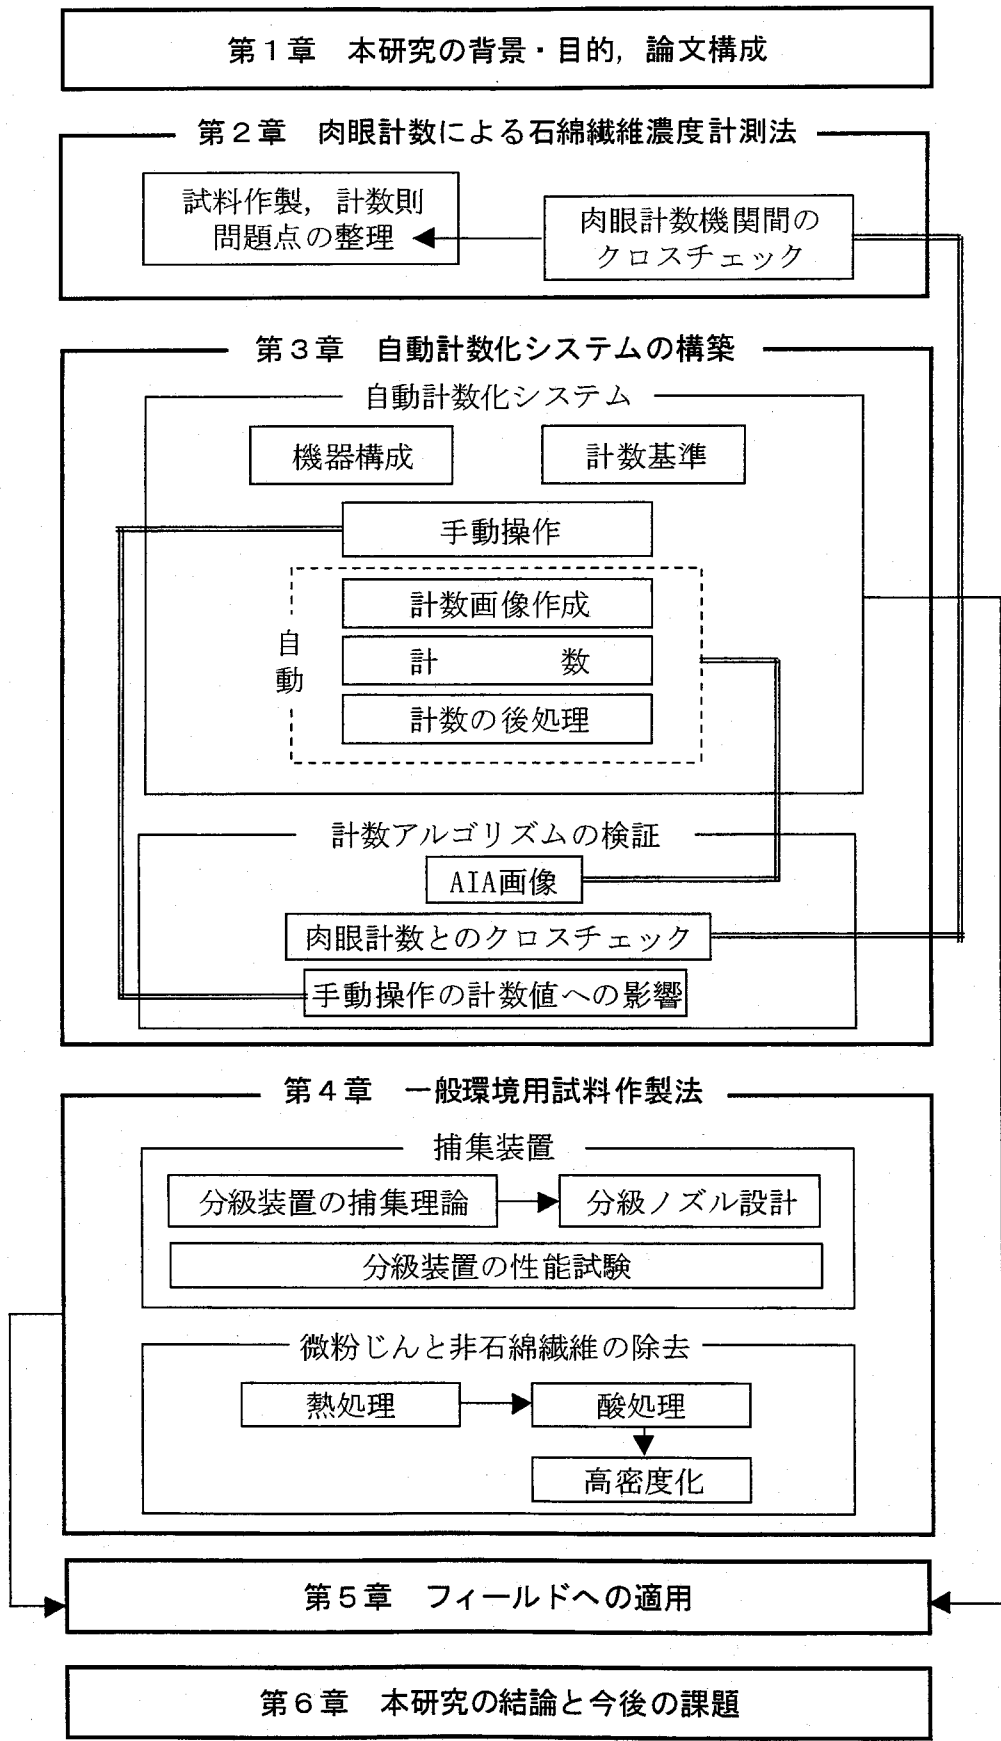 第１章　本研究の背景・目的，論文構成
第２章　肉眼計数による石綿繊維濃度計測法
試料作製，計数則
問題点の整理
肉眼計数機関間の
クロスチェック
第３章　自動計数化システムの構築
自動計数化システム
機器構成
計数基準
手動操作
自動
計数画像作成
計　　　　数
計数の後処理
計数アルゴリズムの検証
AIA画像
肉眼計数とのクロスチェック
手動操作の計数値への影響
第４章　一般環境用試料作製法
捕集装置
分級装置の捕集理論
分級ノズル設計
分級装置の性能試験
微粉じんと非石綿繊維の除去
熱処理
酸処理
高密度化
第５章　フィールドへの適用
第６章　本研究の結論と今後の課題